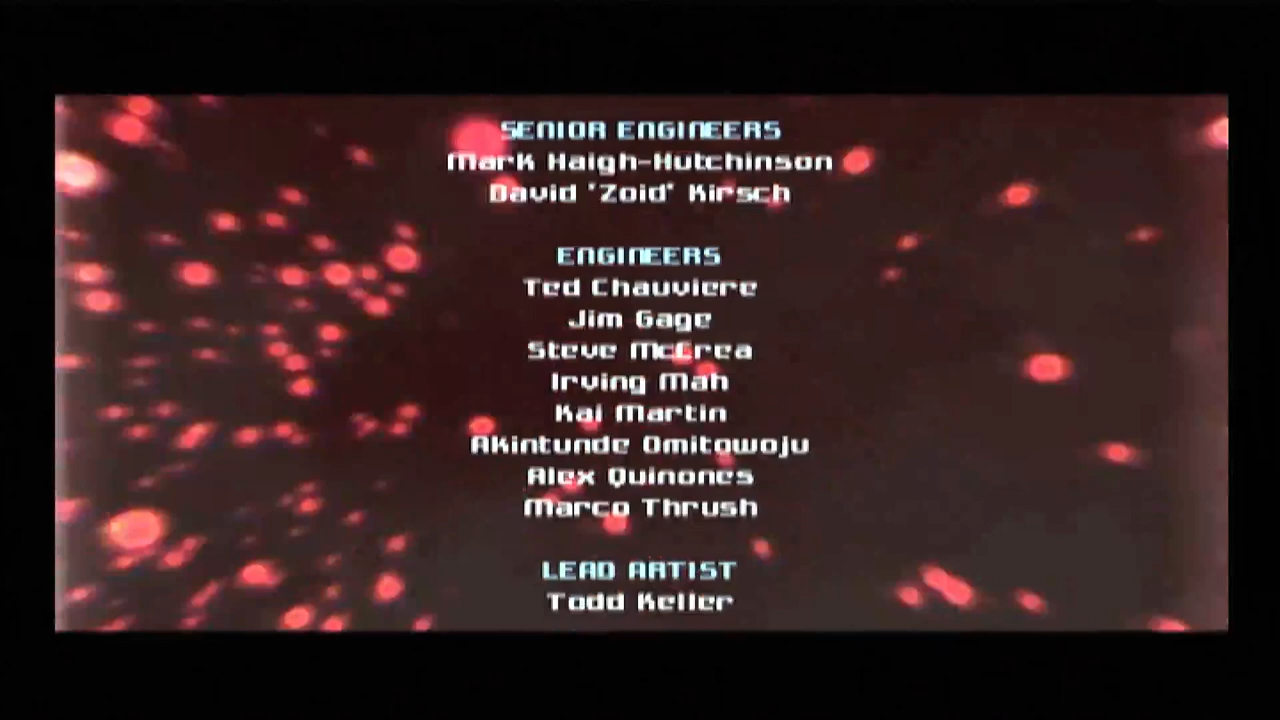 SENIOR ENGINEERS
Mark Haigh-Hutchinson
David 'Zoid' Kirsch
ENGINEERS
Ted Chauviere
Jim Gage
Steve McCrea
Irving Mah
Kai Martin
Akintunde Omitowoju
Alex Quinones
Marco Thrush
LEAD ARTIST
Todd Keller